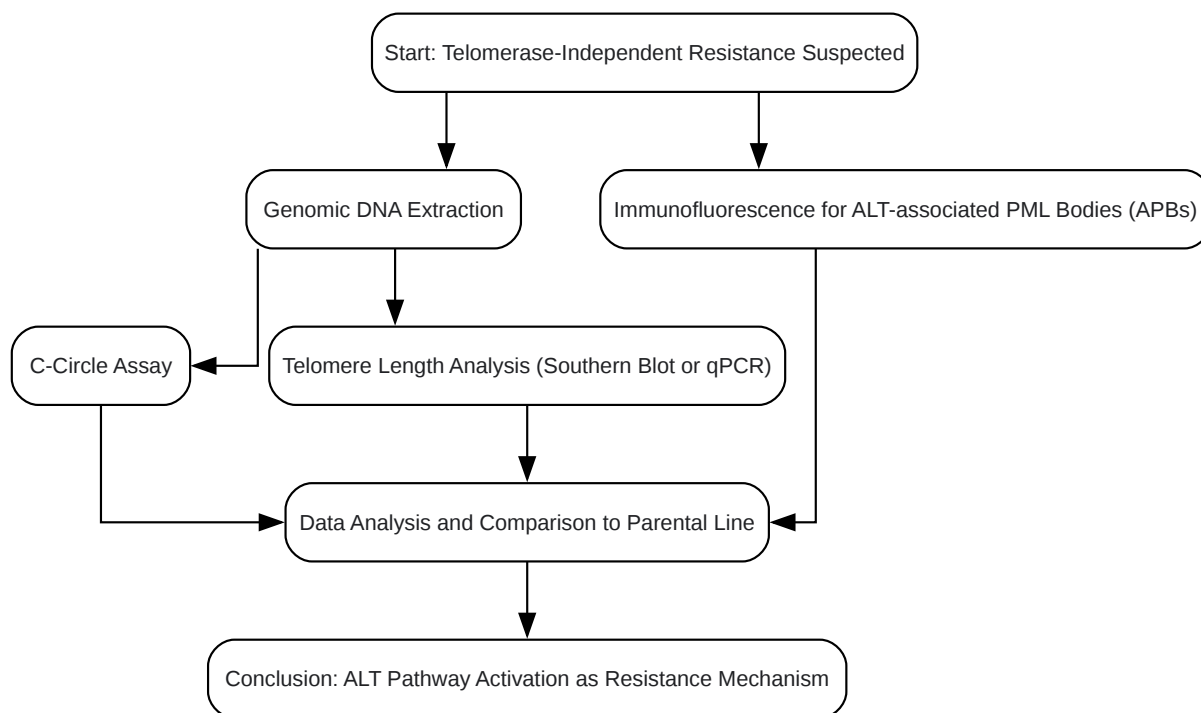 Start: Telomerase-Independent Resistance Suspected
Genomic DNA Extraction
Immunofluorescence for ALT-associated PML Bodies (APBs)
C-Circle Assay
Telomere Length Analysis (Southern Blot or qPCR)
Data Analysis and Comparison to Parental Line
Conclusion: ALT Pathway Activation as Resistance Mechanism